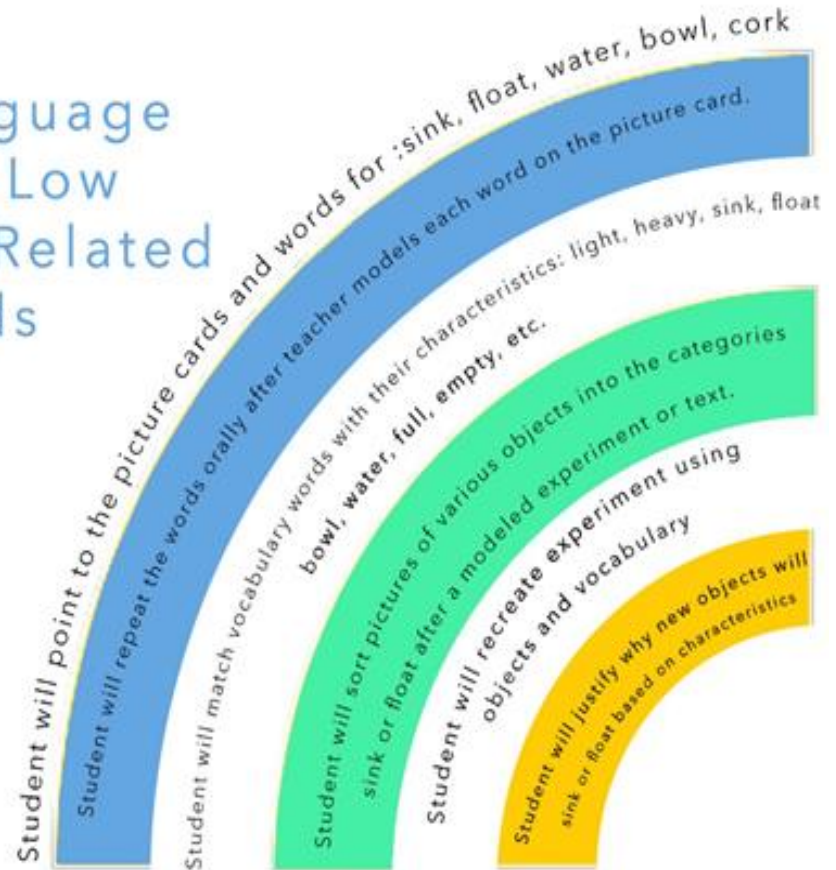 guage
Low
Related
ls
Student will point to the picture cards and words for :sink, float, water, bowl, cork
Student will repeat the words orally after teacher models each word on the picture card.
Student will match vocabulary words with their characteristics: light, heavy, sink, float
bowl, water, full, empty, etc.
Student will sort pictures of various objects into the categories
sink or float after a modeled experiment or text.
Student will recreate experiment using
objects and vocabulary
Student will justify why new objects will
sink or float based on characteristics